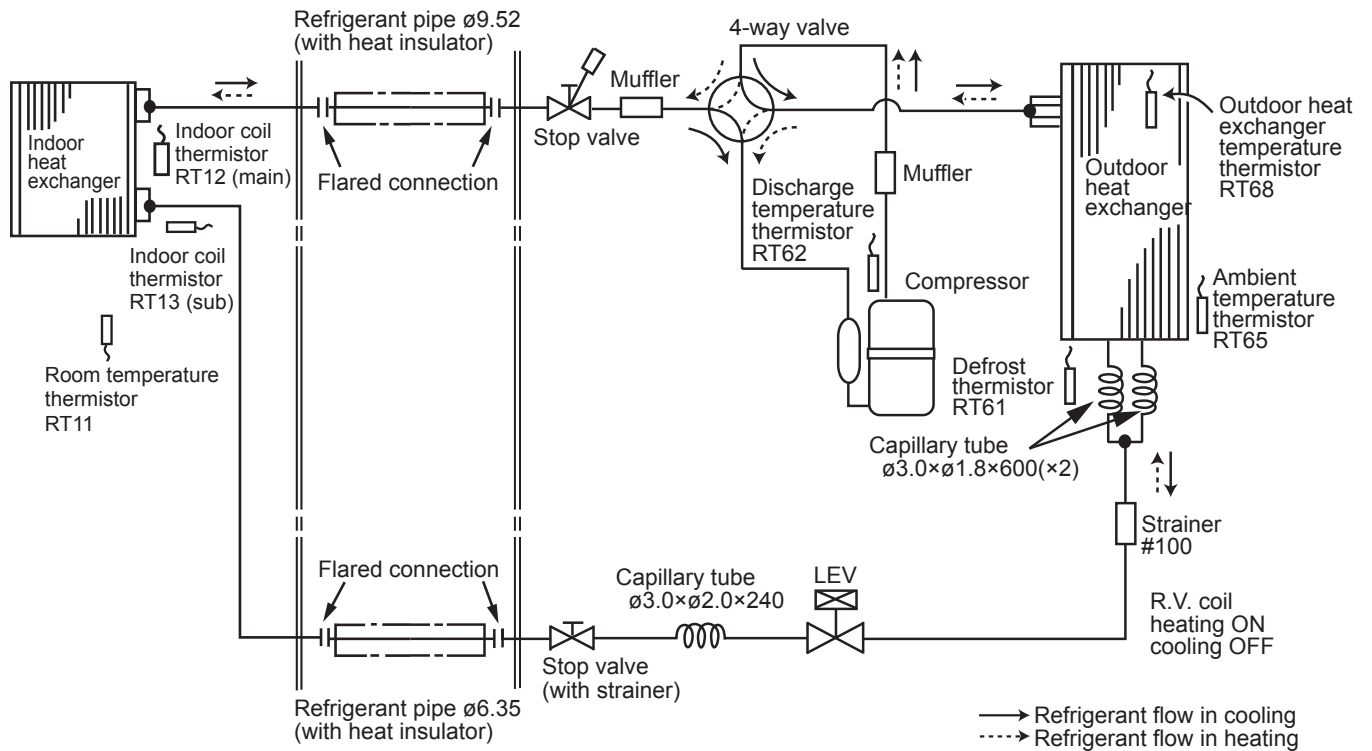 Refrigerant pipe ø9.52
(with heat insulator)
4-way valve
Muffler
Stop valve
Indoor
heat
exchanger
Indoor coil
thermistor
RT12 (main)
Flared connection
Indoor coil
thermistor
RT13 (sub)
Room temperature
thermistor
RT11
Discharge
temperature
thermistor
RT62
Muffler
Compressor
Outdoor
heat
exchanger
Outdoor heat
exchanger
temperature
thermistor
RT68
Ambient
temperature
thermistor
RT65
Defrost
thermistor
RT61
Capillary tube
ø3.0×ø1.8×600(×2)
Strainer
#100
Flared connection
Capillary tube
ø3.0×ø2.0×240
LEV
Stop valve
(with strainer)
R.V. coil
heating ON
cooling OFF
Refrigerant pipe ø6.35
(with heat insulator)
Refrigerant flow in cooling
Refrigerant flow in heating